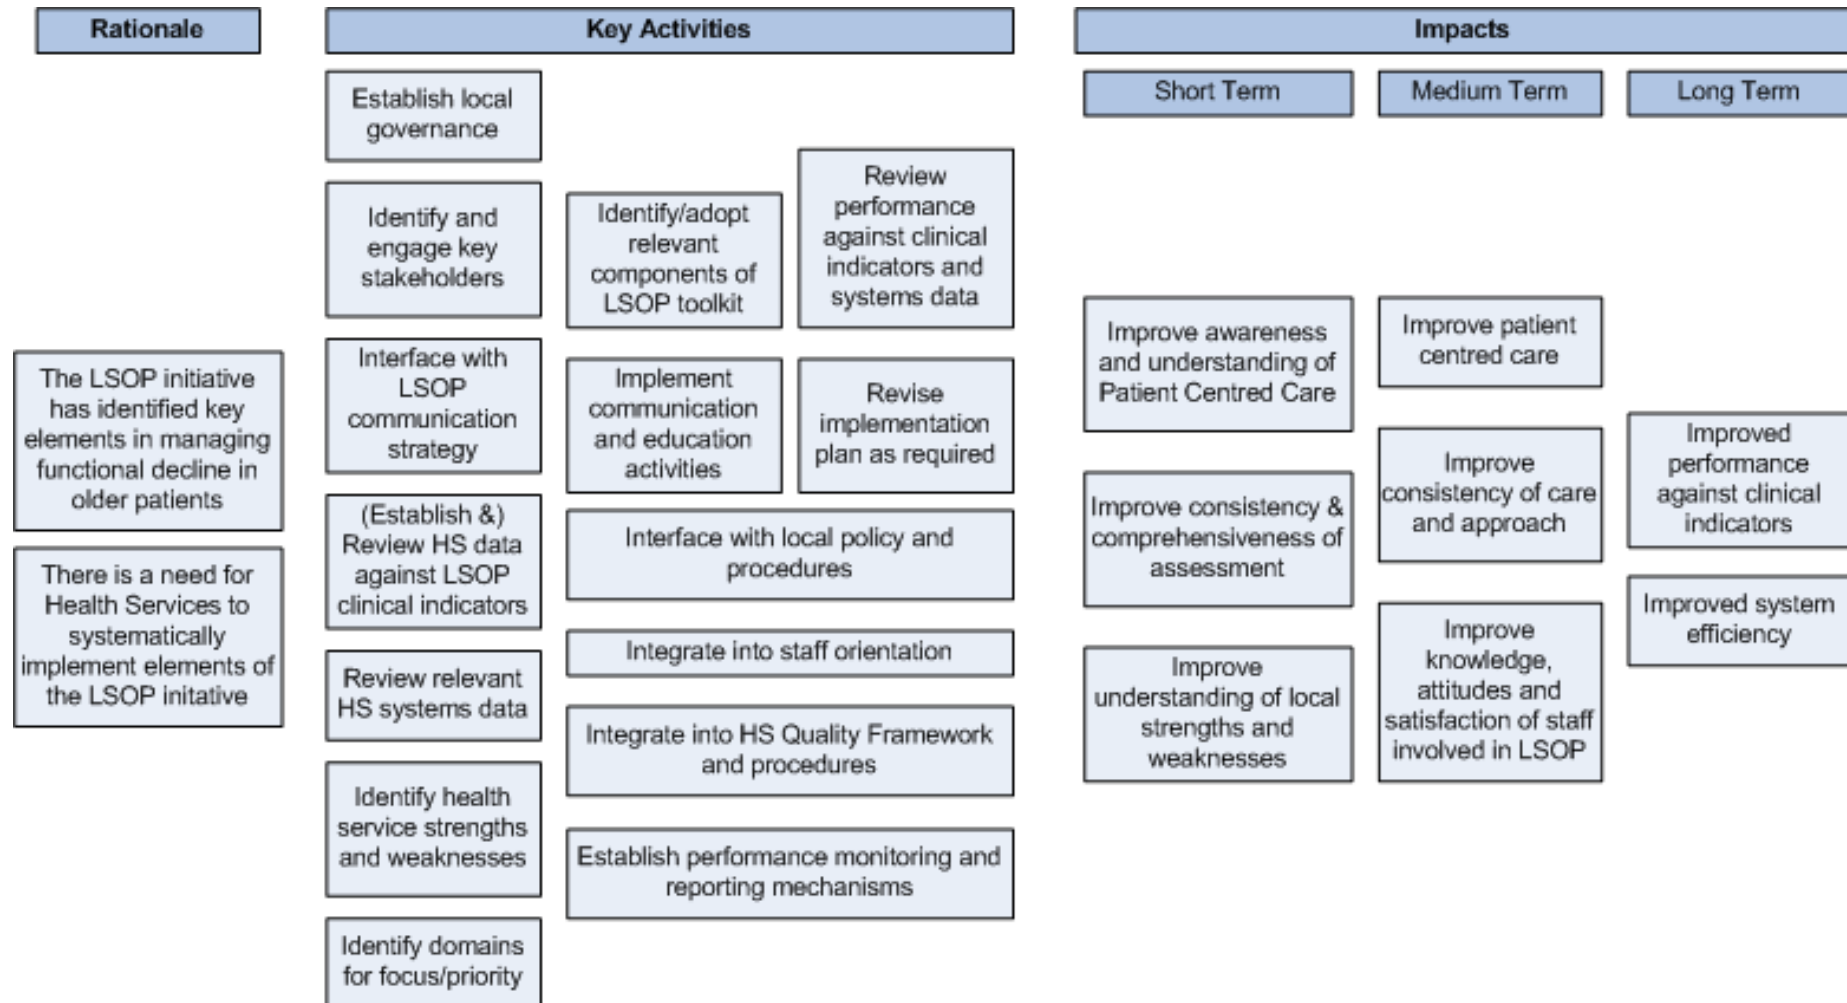 Rationale
The LSOP initiative
has identified key
elements in managing
functional decline in
older patients
There is a need for
Health Services to
systematically
implement elements of
the LSOP initative
Key Activities
Establish local
governance
Identify and
engage key
stakeholders
Interface with
LSOP
communication
strategy
(Establish &)
Review HS data
against LSOP
clinical indicators
Review relevant
HS systems data
Identify health
service strengths
and weaknesses
Identify domains
for focus/priority
Identify/adopt
relevant
components of
LSOP toolkit
Review
performance
against clinical
indicators and
systems data
Implement
communication
and education
activities
Revise
implementation
plan as required
Interface with local policy and
procedures
Integrate into staff orientation
Integrate into HS Quality Framework
and procedures
Establish performance monitoring and
reporting mechanisms
Impacts
Short Term
Improve awareness
and understanding of
Patient Centred Care
Improve consistency &
comprehensiveness of
assessment
Improve
understanding of local
strengths and
weaknesses
Medium Term
Improve patient
centred care
Improve
consistency of care
and approach
Improve
knowledge,
attitudes and
satisfaction of staff
involved in LSOP
Long Term
Improved
performance
against clinical
indicators
Improved system
efficiency